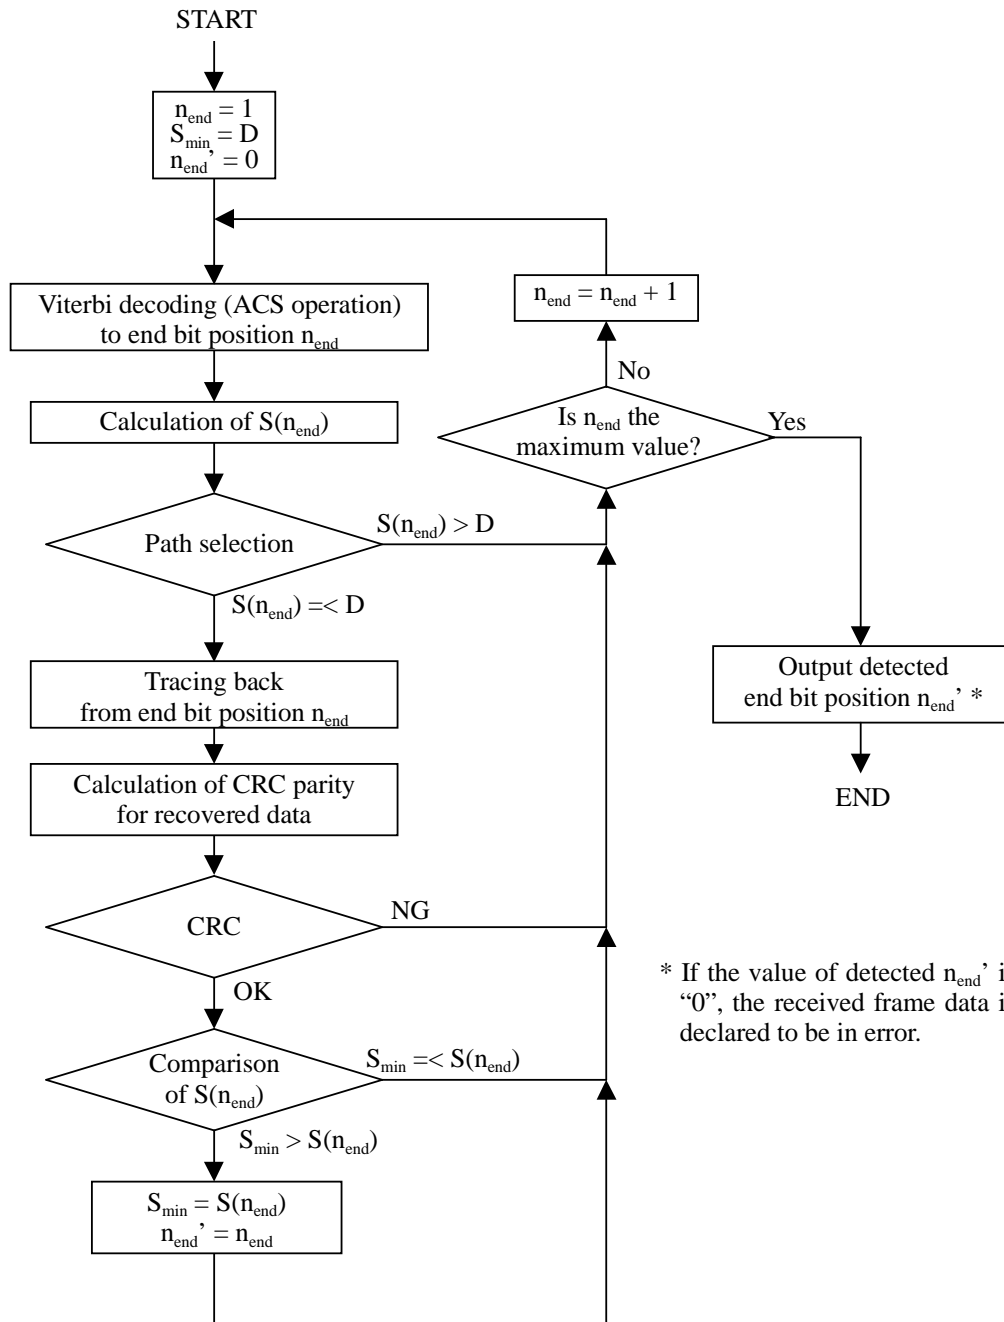 START
n_end = 1
S_min = D
n_end’ = 0
Viterbi decoding (ACS operation)
to end bit position n_end
n_end = n_end + 1
No
Calculation of S(n_end)
Is n_end the
maximum value?
Yes
Path selection
S(n_end) > D
S(n_end) =< D
Tracing back
from end bit position n_end
Output detected
end bit position n_end’ *
Calculation of CRC parity
for recovered data
END
CRC
NG
OK
* If the value of detected n_end’ i
“0”, the received frame data i
declared to be in error.
Comparison
of S(n_end)
S_min =< S(n_end)
S_min > S(n_end)
S_min = S(n_end)
n_end’ = n_end